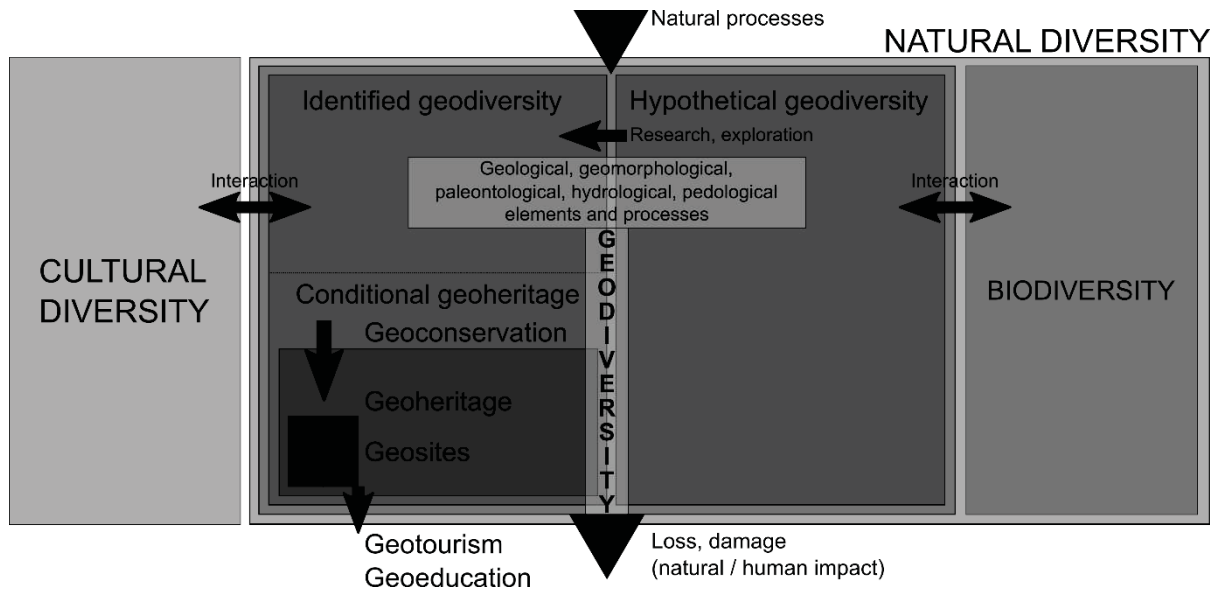 Natural processes
NATURAL DIVERSITY
Identified geodiversity
Hypothetical geodiversity
Research, exploration
Geological, geomorphological,
paleontological, hydrological, pedological
elements and processes
Interaction
Interaction
CULTURAL
DIVERSITY
GEODIVERSITY
BIODIVERSITY
Conditional geoheritage
Geoconservation
Geoheritage
Geosites
Geotourism
Geoeducation
Loss, damage
(natural / human impact)